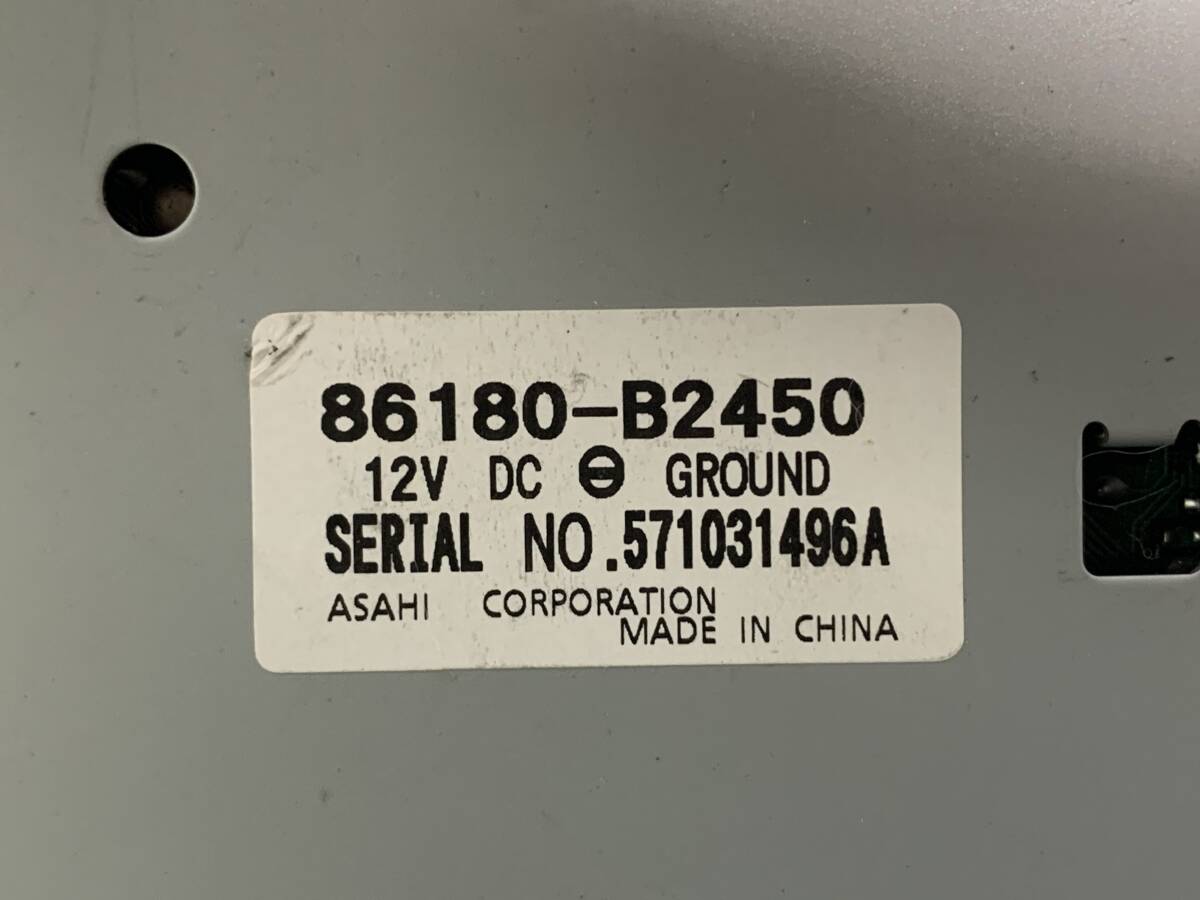 86180-B2450
12V DC ⊖ GROUND
SERIAL NO.571031496A
ASAHI CORPORATION
MADE IN CHINA